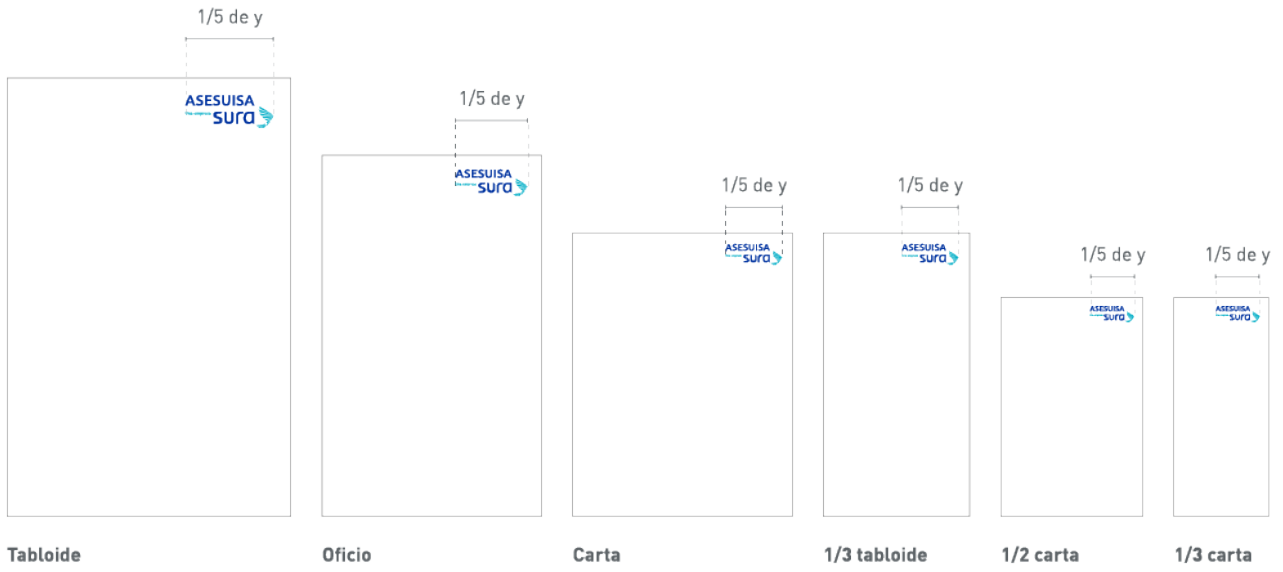 1/5 de y
ASESUISA
sura
Tabloide
1/5 de y
ASESUISA
sura
Oficio
1/5 de y
ASESUISA
sura
Carta
1/5 de y
ASESUISA
sura
1/3 tabloide
1/5 de y
ASESUISA
sura
1/2 carta
1/5 de y
ASESUISA
sura
1/3 carta